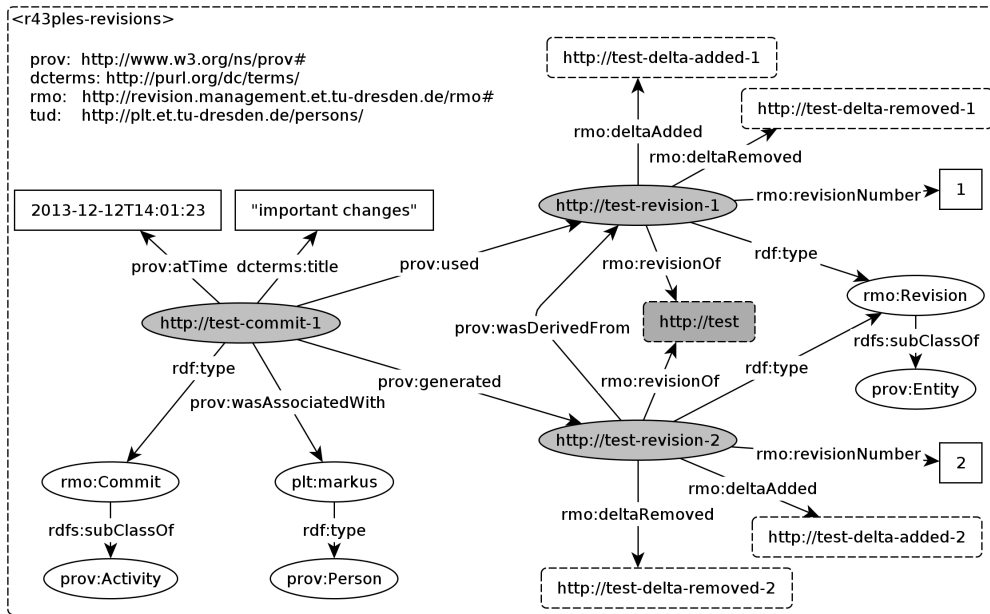 <r43ples-revisions>
prov: http://www.w3.org/ns/prov#
dcterms: http://purl.org/dc/terms/
rmo: http://revision.management.et.tu-dresden.de/rmo#
tud: http://plt.et.tu-dresden.de/persons/
http://test-delta-added-1
http://test-delta-removed-1
rmo:deltaAdded
rmo:deltaRemoved
2013-12-12T14:01:23
"important changes"
http://test-revision-1
rmo:revisionNumber
1
prov:atTime
dcterms:title
prov:used
rmo:revisionOf
rdf:type
http://test-commit-1
prov:wasDerivedFrom
http://test
rmo:Revision
rdfs:subClassOf
rdf:type
prov:wasAssociatedWith
prov:generated
rmo:revisionOf
rdf:type
prov:Entity
http://test-revision-2
rmo:revisionNumber
2
rmo:Commit
plt:markus
rmo:deltaRemoved
rmo:deltaAdded
rdfs:subClassOf
rdf:type
http://test-delta-added-2
prov:Activity
prov:Person
http://test-delta-removed-2